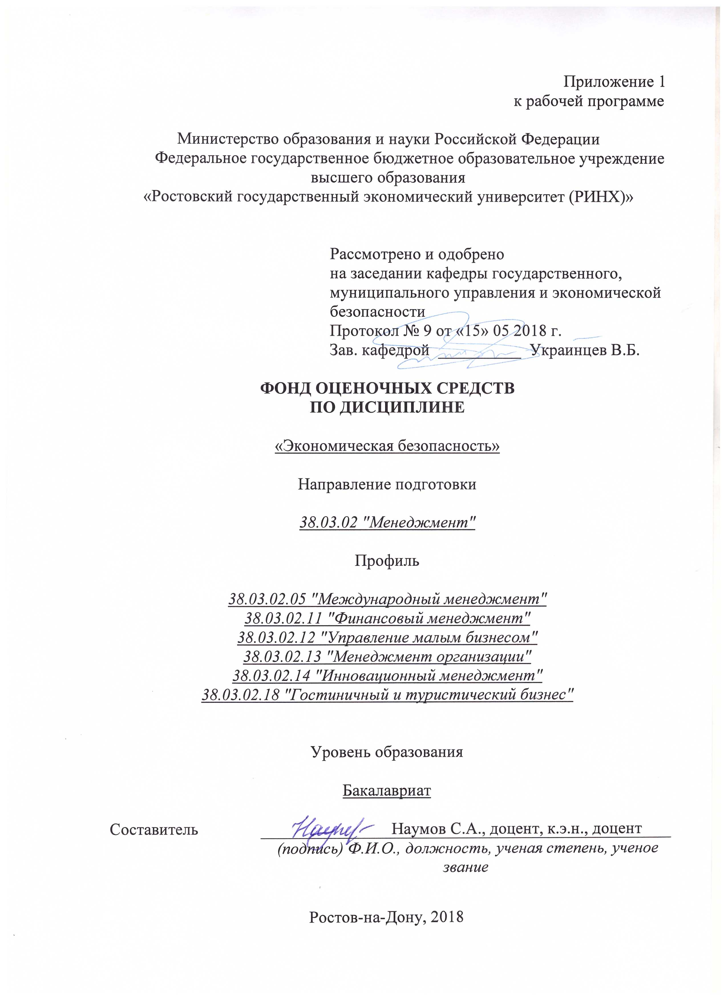 Приложение 1
к рабочей программе
Министерство образования и науки Российской Федерации
Федеральное государственное бюджетное образовательное учреждение
высшего образования
«Ростовский государственный экономический университет (РИНХ)»
Рассмотрено и одобрено
на заседании кафедры государственного,
муниципального управления и экономической
безопасности
Протокол № 9 от «15» 05 2018 г.
Зав. кафедрой __________ Украинцев В.Б.
ФОНД ОЦЕНОЧНЫХ СРЕДСТВ
ПО ДИСЦИПЛИНЕ
«Экономическая безопасность»
Направление подготовки
38.03.02 "Менеджмент"
Профиль
38.03.02.05 "Международный менеджмент"
38.03.02.11 "Финансовый менеджмент"
38.03.02.12 "Управление малым бизнесом"
38.03.02.13 "Менеджмент организации"
38.03.02.14 "Инновационный менеджмент"
38.03.02.18 "Гостиничный и туристический бизнес"
Уровень образования
Бакалавриат
Составитель Наумов С.А., доцент, к.э.н., доцент
(подпись) Ф.И.О., должность, ученая степень, ученое
звание
Ростов-на-Дону, 2018